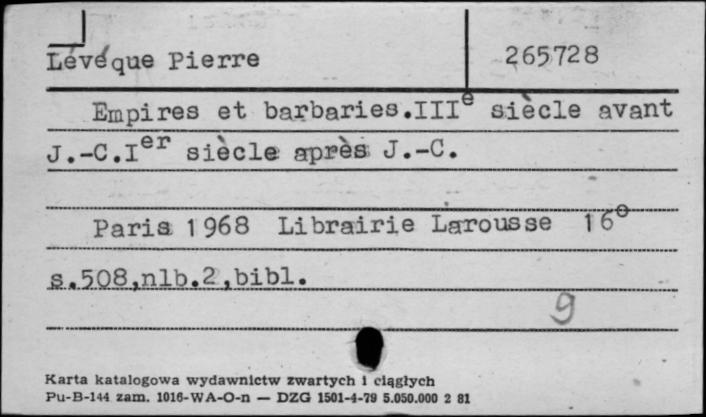 Lévêque Pierre 265728
Empires et barbaries.IIIe siècle avant
J.-C.Ier siècle après J.-C.
Paris 1968 Librairie Larousse 16o
s.508,nlb.2,bibl.
9
Karta katalogowa wydawnictw zwartych i ciągłych
Pu-B-144 zam. 1016-WA-O-n — DZG 1501-4-79 5.050.000 2 81